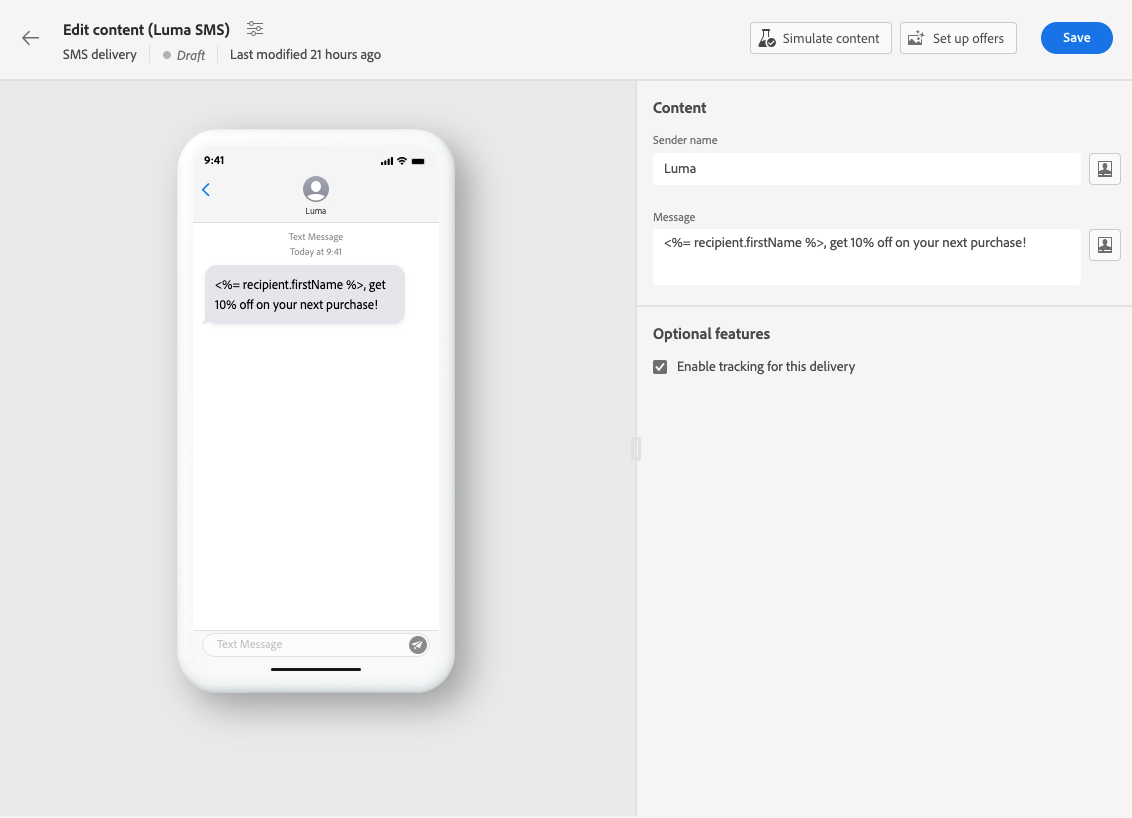 Edit content (Luma SMS)
SMS delivery
Draft
Last modified 21 hours ago
Simulate content
Set up offers
Save
9:41
Luma
Text Message
Today at 9:41
<%= recipient.firstName %>, get
10% off on your next purchase!
Text Message
Content
Sender name
Luma
Message
<%= recipient.firstName %>, get 10% off on your next purchase!
Optional features
Enable tracking for this delivery